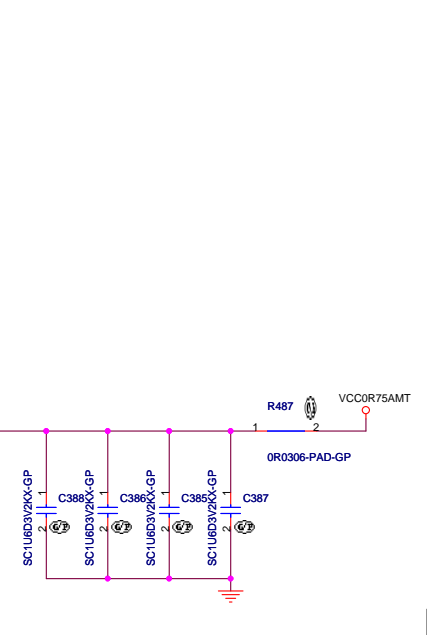 VCC0R75AMT
R487
1
2
0R0306-PAD-GP
SC1U6D3V2KX-GP
1
C388
2
SC1U6D3V2KX-GP
1
C386
2
SC1U6D3V2KX-GP
1
C385
2
SC1U6D3V2KX-GP
1
C387
2